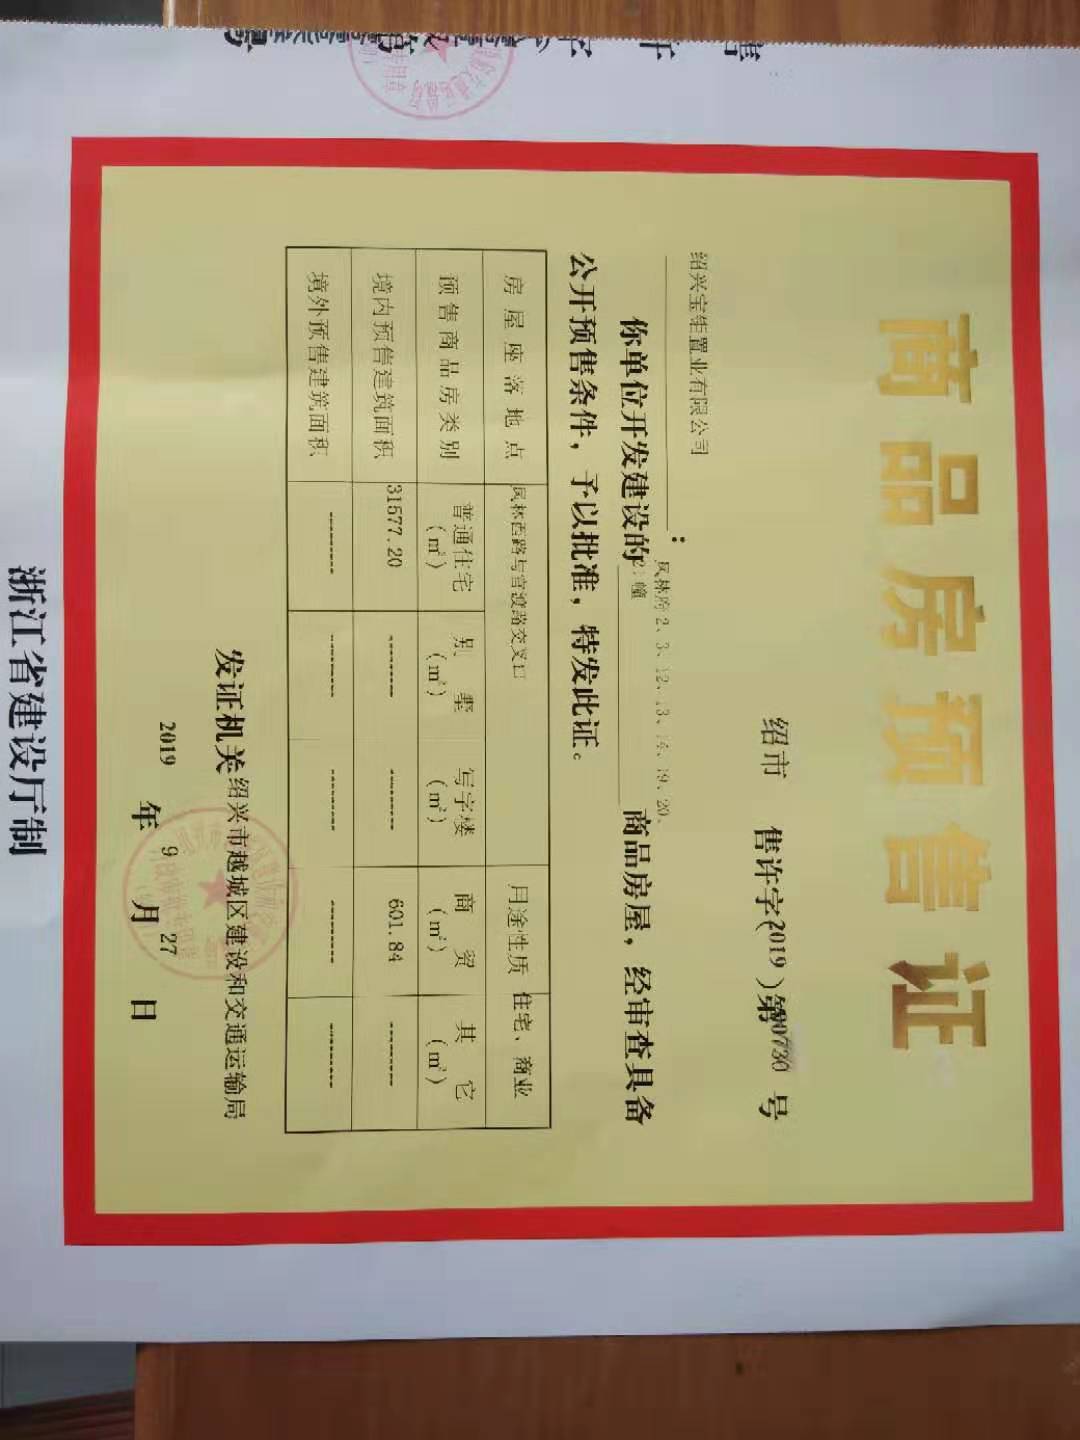 商品房预售证
绍市 售许字(2019)第00730 号
绍兴宝钜置业有限公司 :
你单位开发建设的 凤林府2、3、12、13、14、19、20、
幢 商品房屋，经审查具备
公开预售条件，予以批准，特发此证。
房屋座落地点 凤林西路与官渡路交叉口 用途性质 住宅、商业
预售商品房类别 普通住宅(㎡) 别墅(㎡) 写字楼(㎡) 商贸(㎡) 其它(㎡)
境内预售建筑面积 31577.20 -------- -------- 601.84 --------
境外预售建筑面积 -------- -------- -------- -------- --------
发证机关 绍兴市越城区建设和交通运输局
2019 年 9 月 27 日
浙江省建设厅制